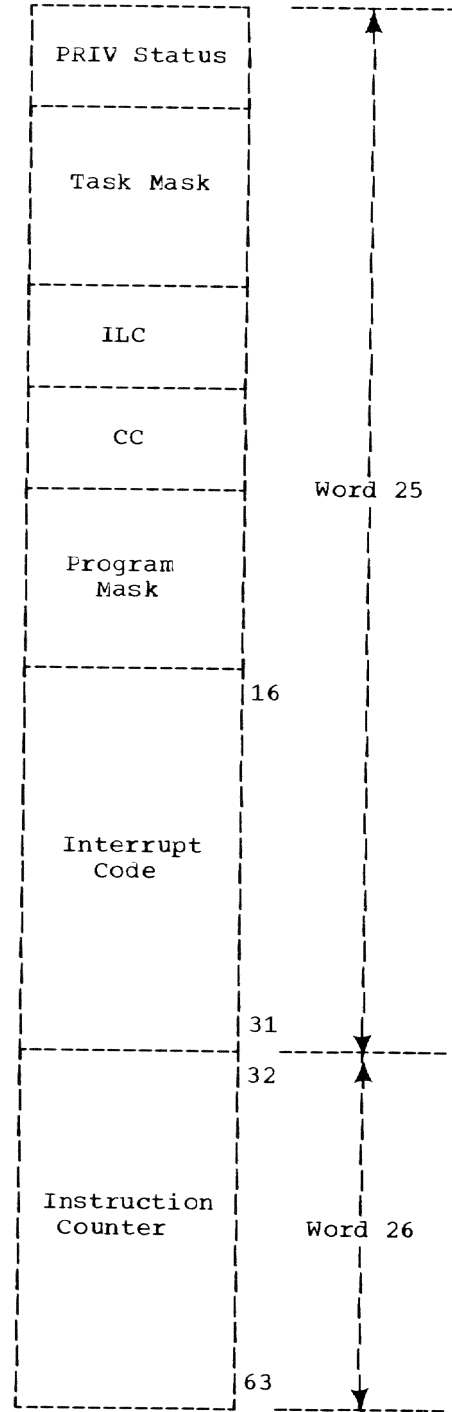 PRIV Status
Task Mask
ILC
CC
Word 25
Program
Mask
16
Interrupt
Code
31
32
Instruction
Counter
Word 26
63